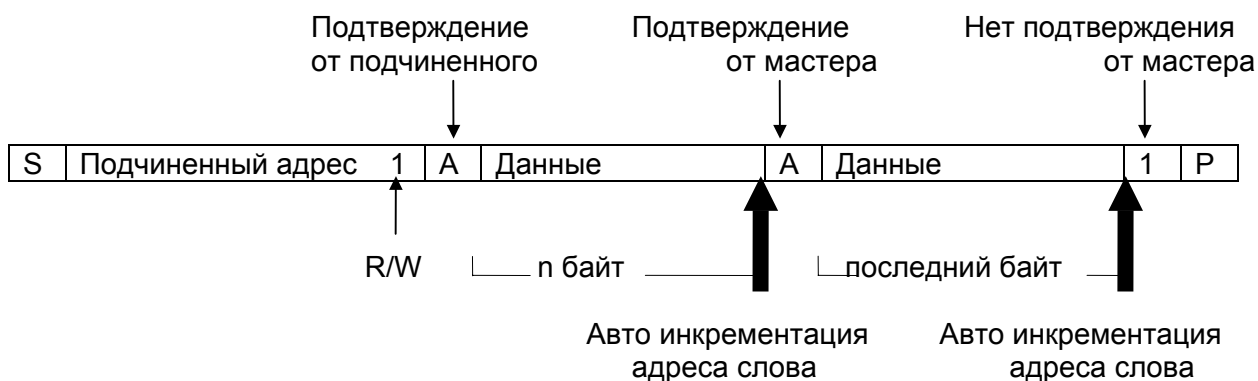 Подтверждение Подтверждение Нет подтверждения
от подчиненного от мастера от мастера
S Подчиненный адрес 1 A Данные A Данные 1 P
R/W n байт последний байт
Авто инкрементация Авто инкрементация
адреса слова адреса слова